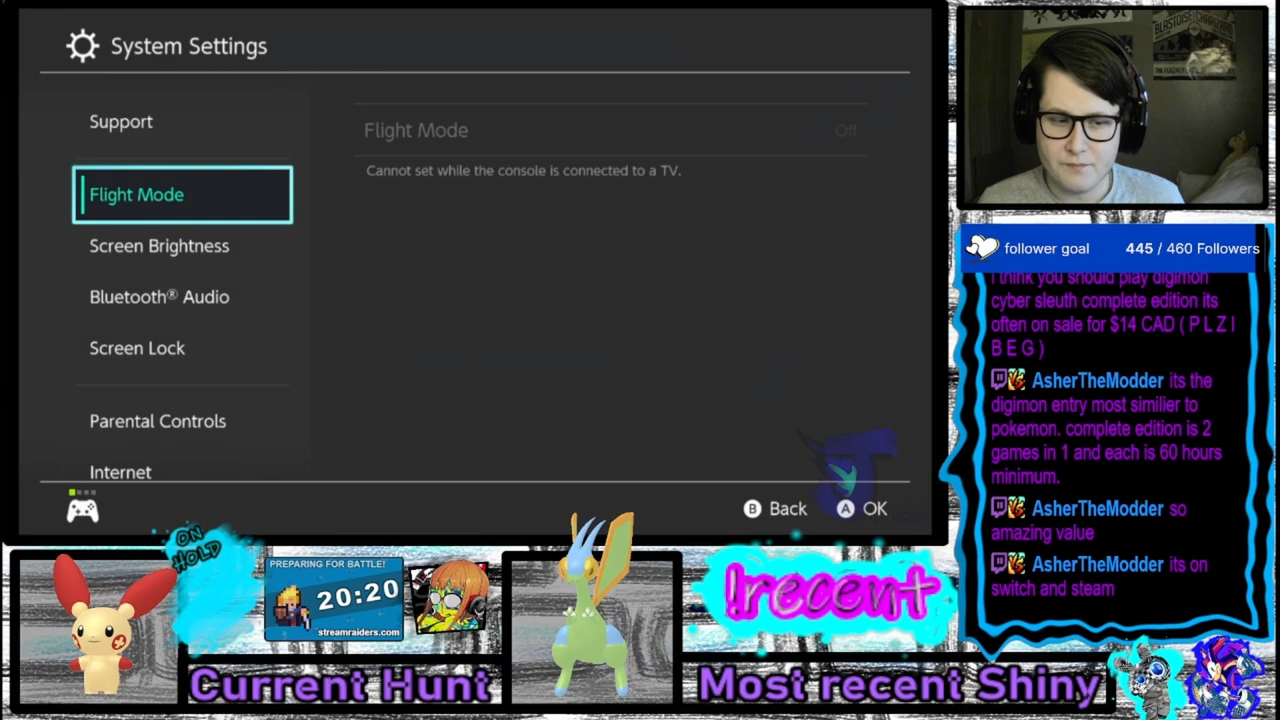 System Settings
Support
Flight Mode
Screen Brightness
Bluetooth® Audio
Screen Lock
Parental Controls
Internet
Flight Mode Off
Cannot set while the console is connected to a TV.
B Back A OK
BLASTOISE
follower goal 445 / 460 Followers
I think you should play digimon
cyber sleuth complete edition its
often on sale for $14 CAD ( P L Z I
B E G )
AsherTheModder its the
digimon entry most similier to
pokemon. complete edition is 2
games in 1 and each is 60 hours
minimum.
AsherTheModder so
amazing value
AsherTheModder its on
switch and steam
ON
HOLD
PREPARING FOR BATTLE!
20:20
streamraiders.com
!recent
Current Hunt
Most recent Shiny